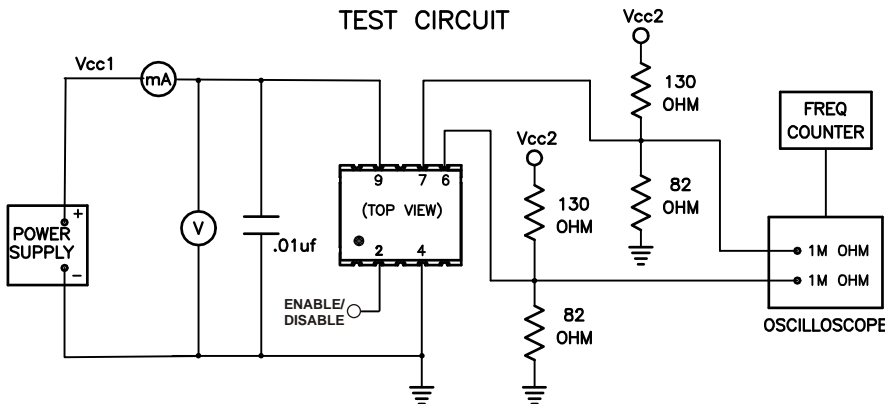 TEST CIRCUIT
Vcc2
Vcc1
mA
130
OHM
FREQ
COUNTER
Vcc2
9 7 6
(TOP VIEW)
2 4
130
OHM
82
OHM
+
POWER
SUPPLY
−
V
.01uf
1M OHM
1M OHM
OSCILLOSCOPE
ENABLE/
DISABLE
82
OHM